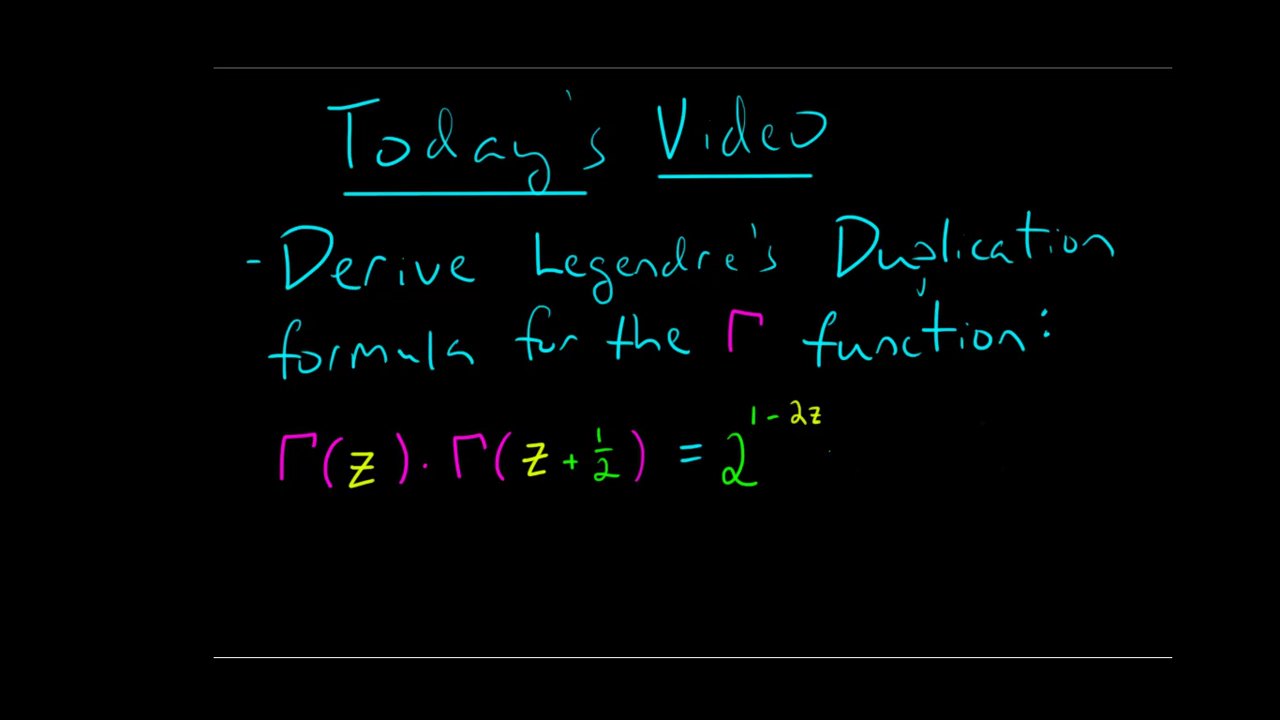 Today's Video
- Derive Legendre's Duplication
formula for the Γ function:
Γ(z) · Γ(z + 1/2) = 2^{1 - 2z}